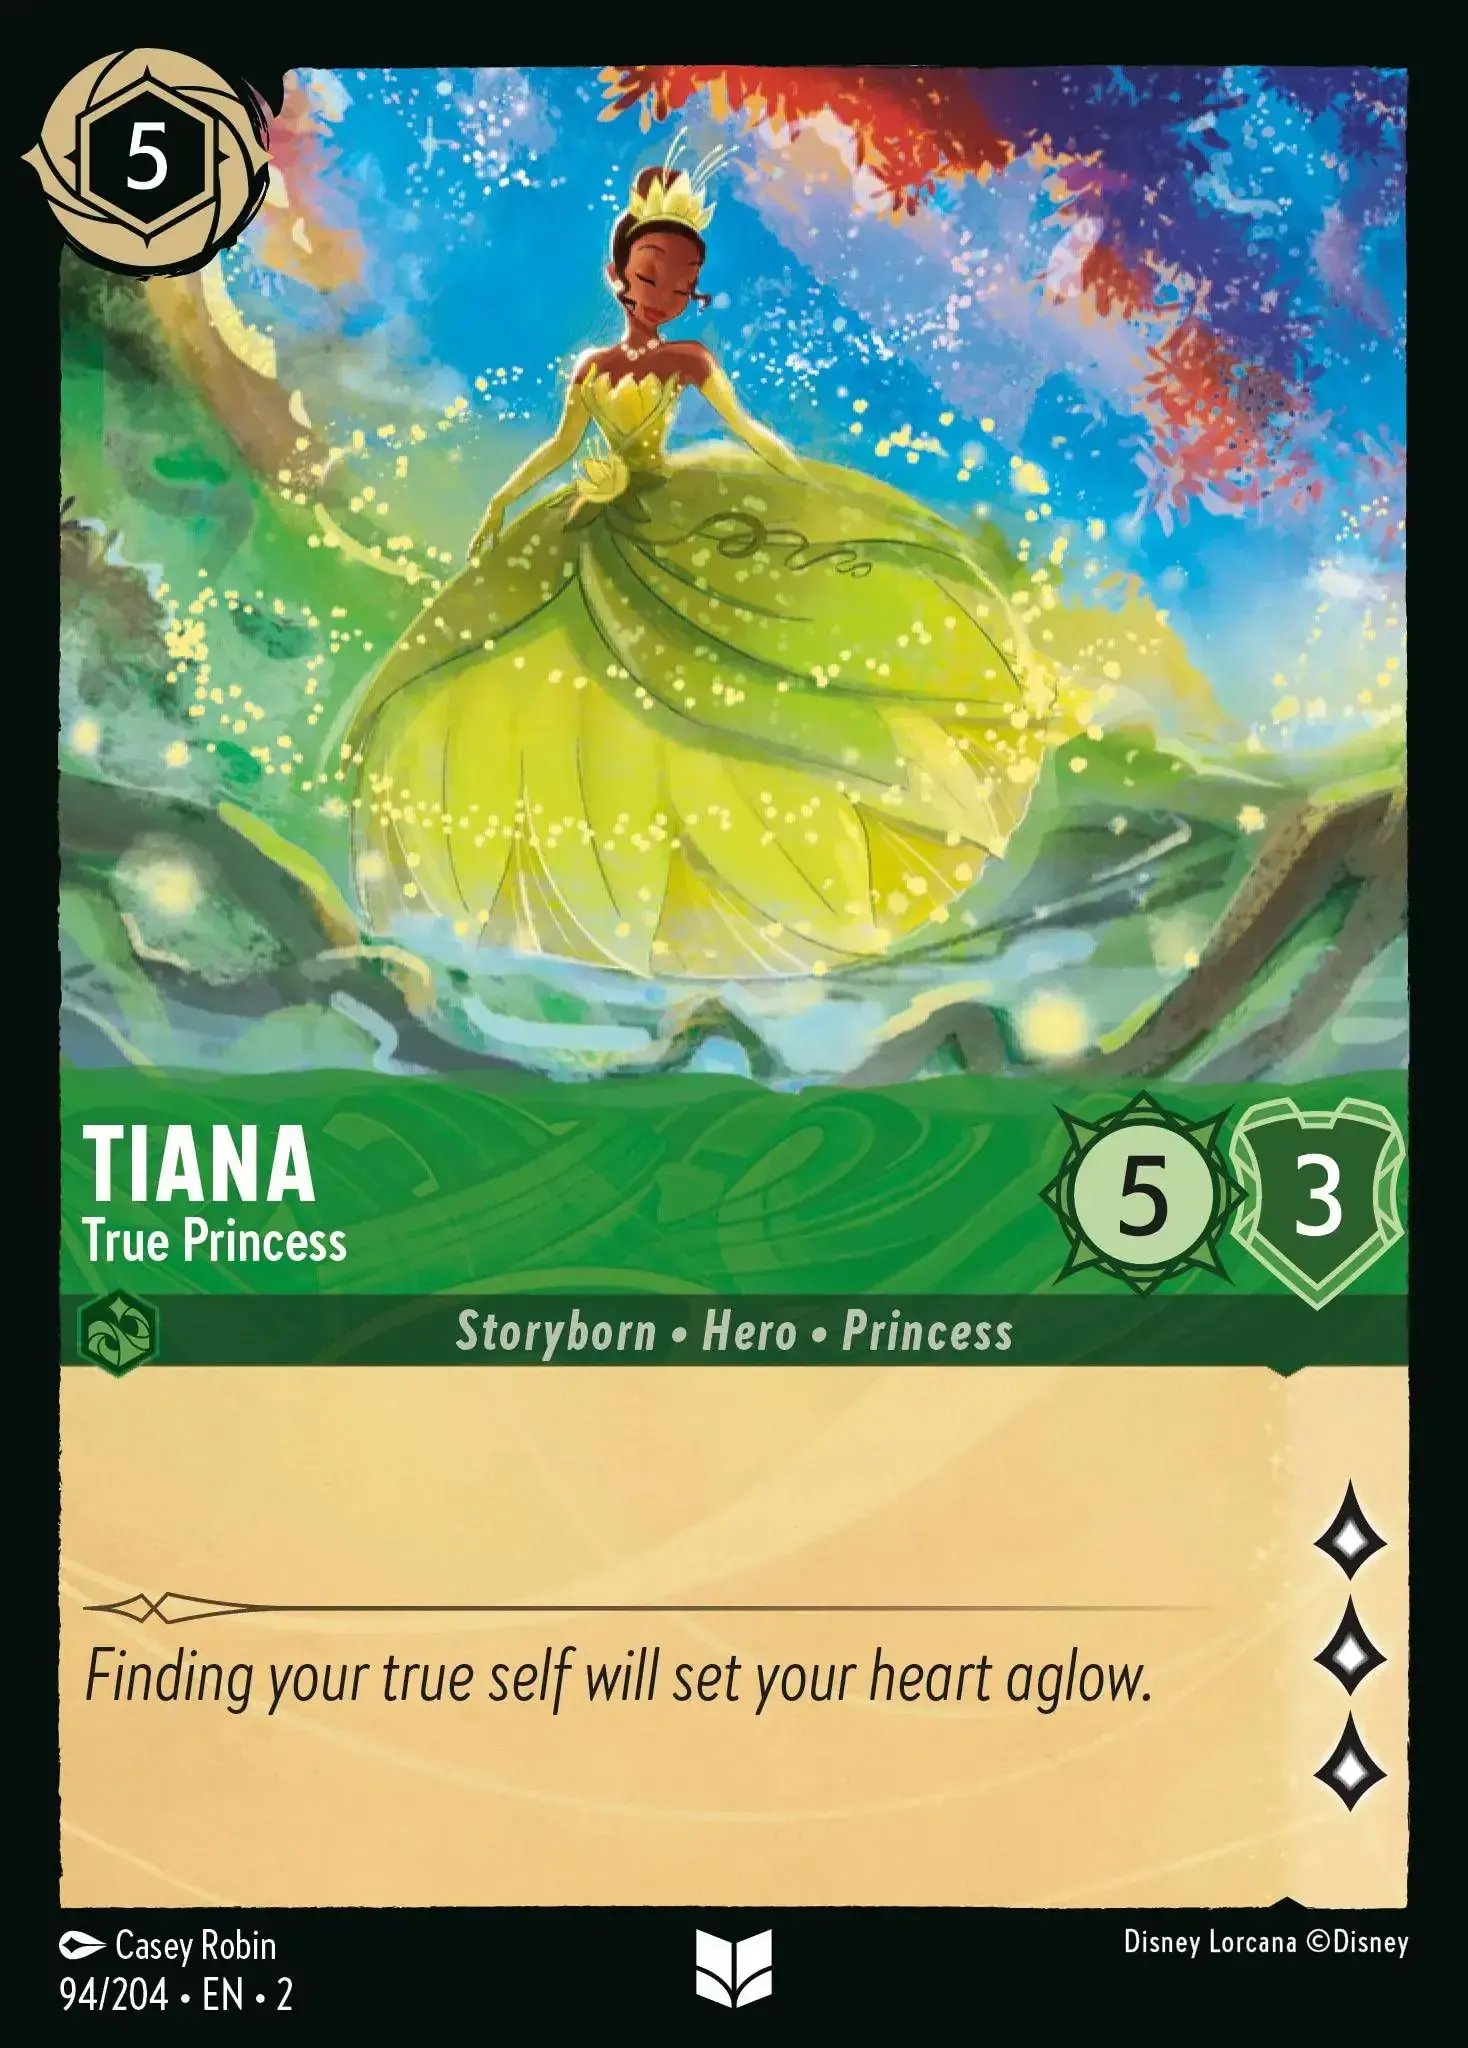 5
TIANA
True Princess
5
3
Storyborn • Hero • Princess
Finding your true self will set your heart aglow.
Casey Robin
Disney Lorcana ©Disney
94/204 • EN • 2